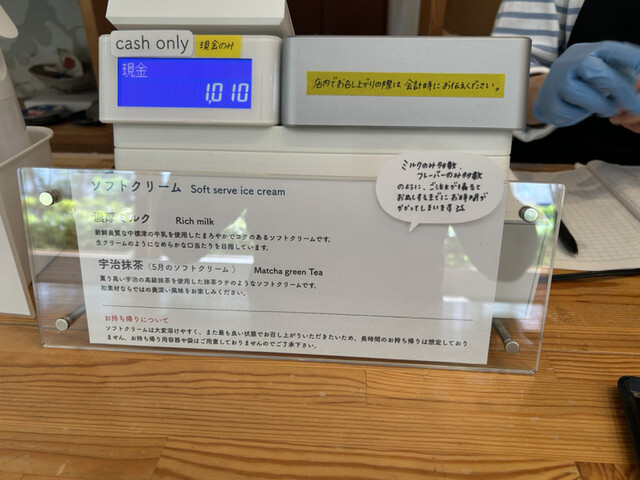 cash only 現金のみ
現金
1,010
店内でお召し上がりの際は 会計時にお伝えください。
ソフトクリーム Soft serve ice cream
濃厚ミルク Rich milk
新鮮良質な中標津の牛乳を使用したまろやかでコクのあるソフトクリームです。
生クリームのようになめらかな口当たりを目指しています。
宇治抹茶(5月のソフトクリーム) Matcha green Tea
薫り高い宇治の高級抹茶を使用した抹茶ラテのようなソフトクリームです。
和素材ならではの奥深い風味をお楽しみください。
お持ち帰りについて
ソフトクリームは大変溶けやすく、また最も良い状態でお召し上がりいただきたいため、長時間のお持ち帰りは想定しており
ません。お持ち帰り用容器や袋はご用意しておりませんのでご了承下さい。
ミルクのみ複数、
フレーバーのみ複数
のように、ご注文が偏ると
お出しするまでにお時間が
かかってしまいます